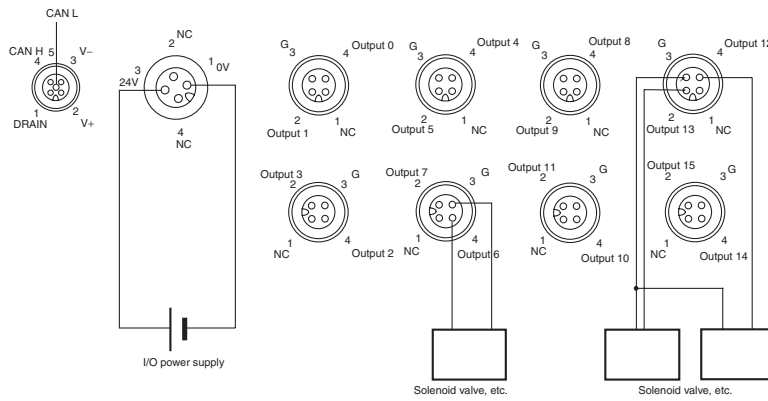 CAN L
CAN H 5 V–
4 3
1 2
DRAIN V+
NC
2
3 1 0V
24V
4
NC
G 3 4 Output 0
2 1 NC
Output 1
G 3 4 Output 4
2 1 NC
Output 5
G 3 4 Output 8
2 1 NC
Output 9
G 3 4 Output 12
2 1 NC
Output 13
Output 3
2 3 G
1 4
NC Output 2
Output 7
2 3 G
1 4
NC Output 6
Output 11
2 3 G
1 4
NC Output 10
Output 15
2 3 G
1 4
NC Output 14
I/O power supply
Solenoid valve, etc.
Solenoid valve, etc.